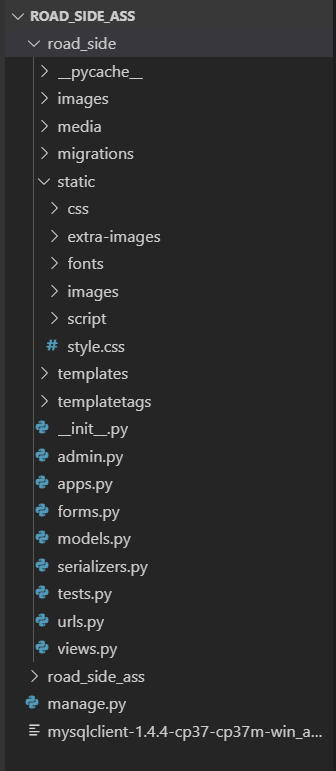 ROAD_SIDE_ASS
road_side
__pycache__
images
media
migrations
static
css
extra-images
fonts
images
script
# style.css
templates
templatetags
__init__.py
admin.py
apps.py
forms.py
models.py
serializers.py
tests.py
urls.py
views.py
road_side_ass
manage.py
mysqlclient-1.4.4-cp37-cp37m-win_a...